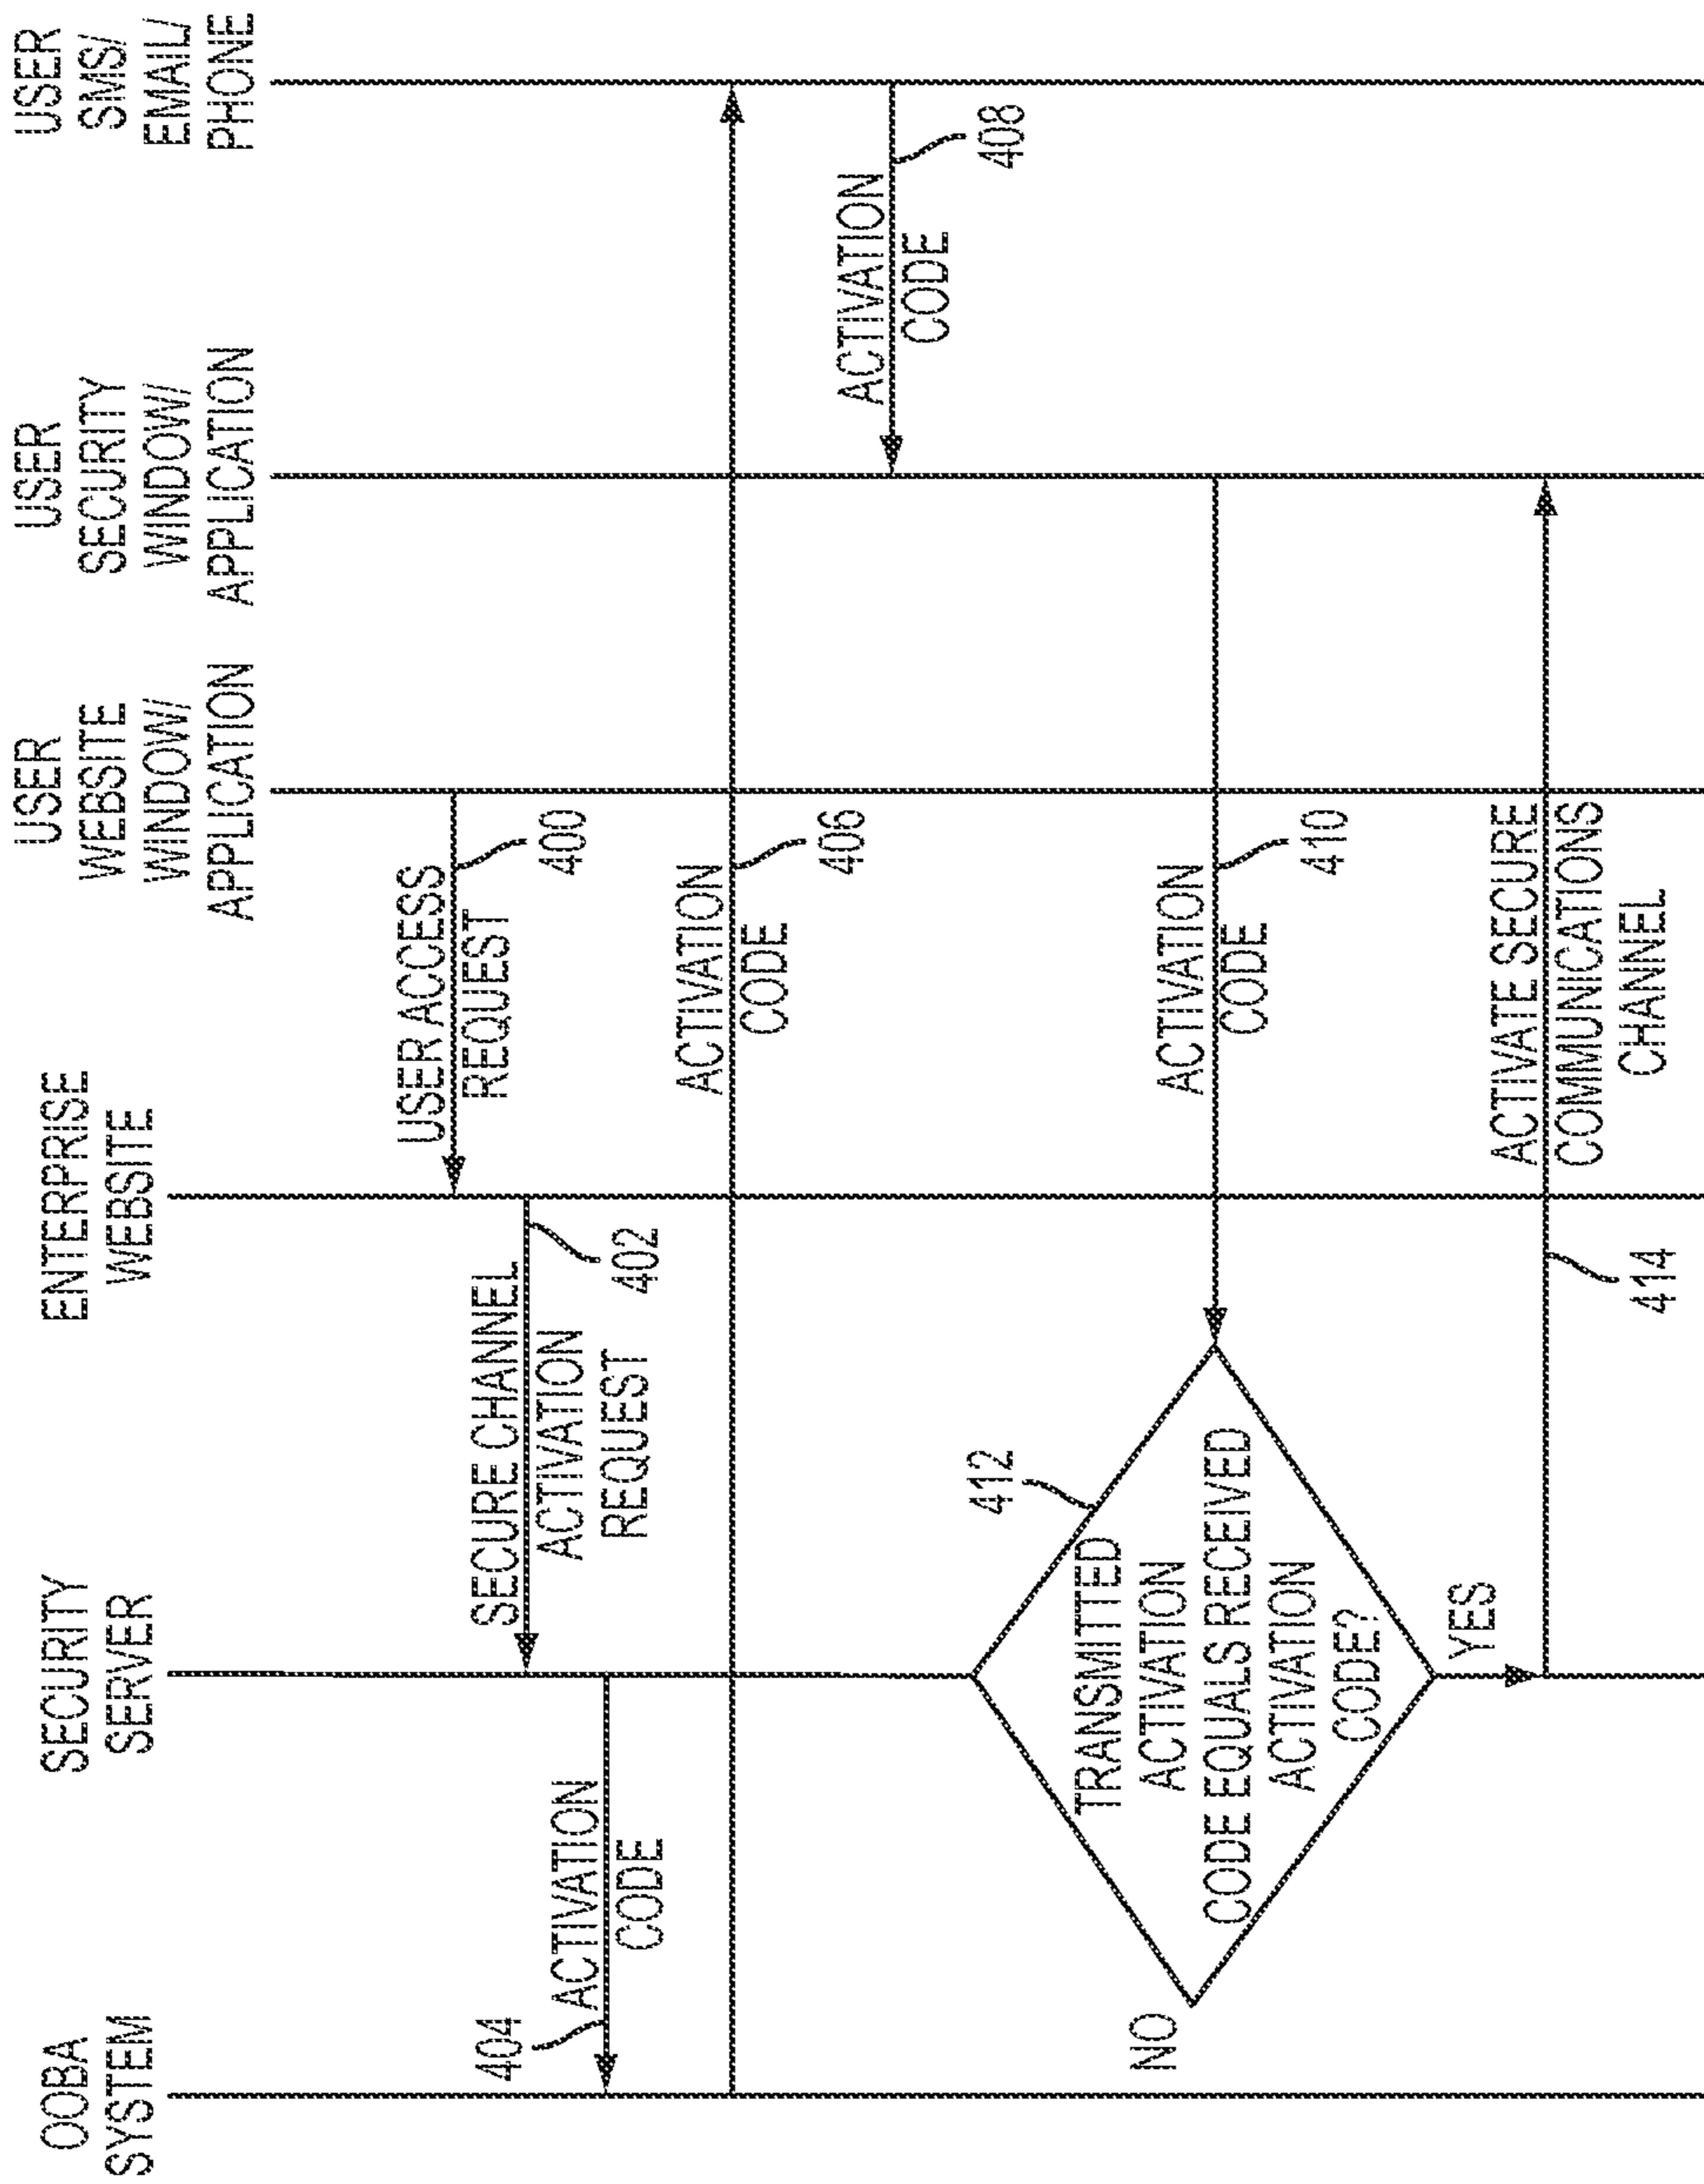 OOBA
SYSTEM
SECURITY
SERVER
ENTERPRISE
WEBSITE
USER
WEBSITE
WINDOW/
APPLICATION
USER
SECURITY
WINDOW/
APPLICATION
USER
SMS/
EMAIL/
PHONE
USER ACCESS
REQUEST
400
SECURE CHANNEL
ACTIVATION
REQUEST
402
404
ACTIVATION
CODE
ACTIVATION
CODE
406
ACTIVATION
CODE
408
ACTIVATION
CODE
410
412
TRANSMITTED
ACTIVATION
CODE EQUALS RECEIVED
ACTIVATION
CODE?
NO
YES
ACTIVATE SECURE
COMMUNICATIONS
CHANNEL
414